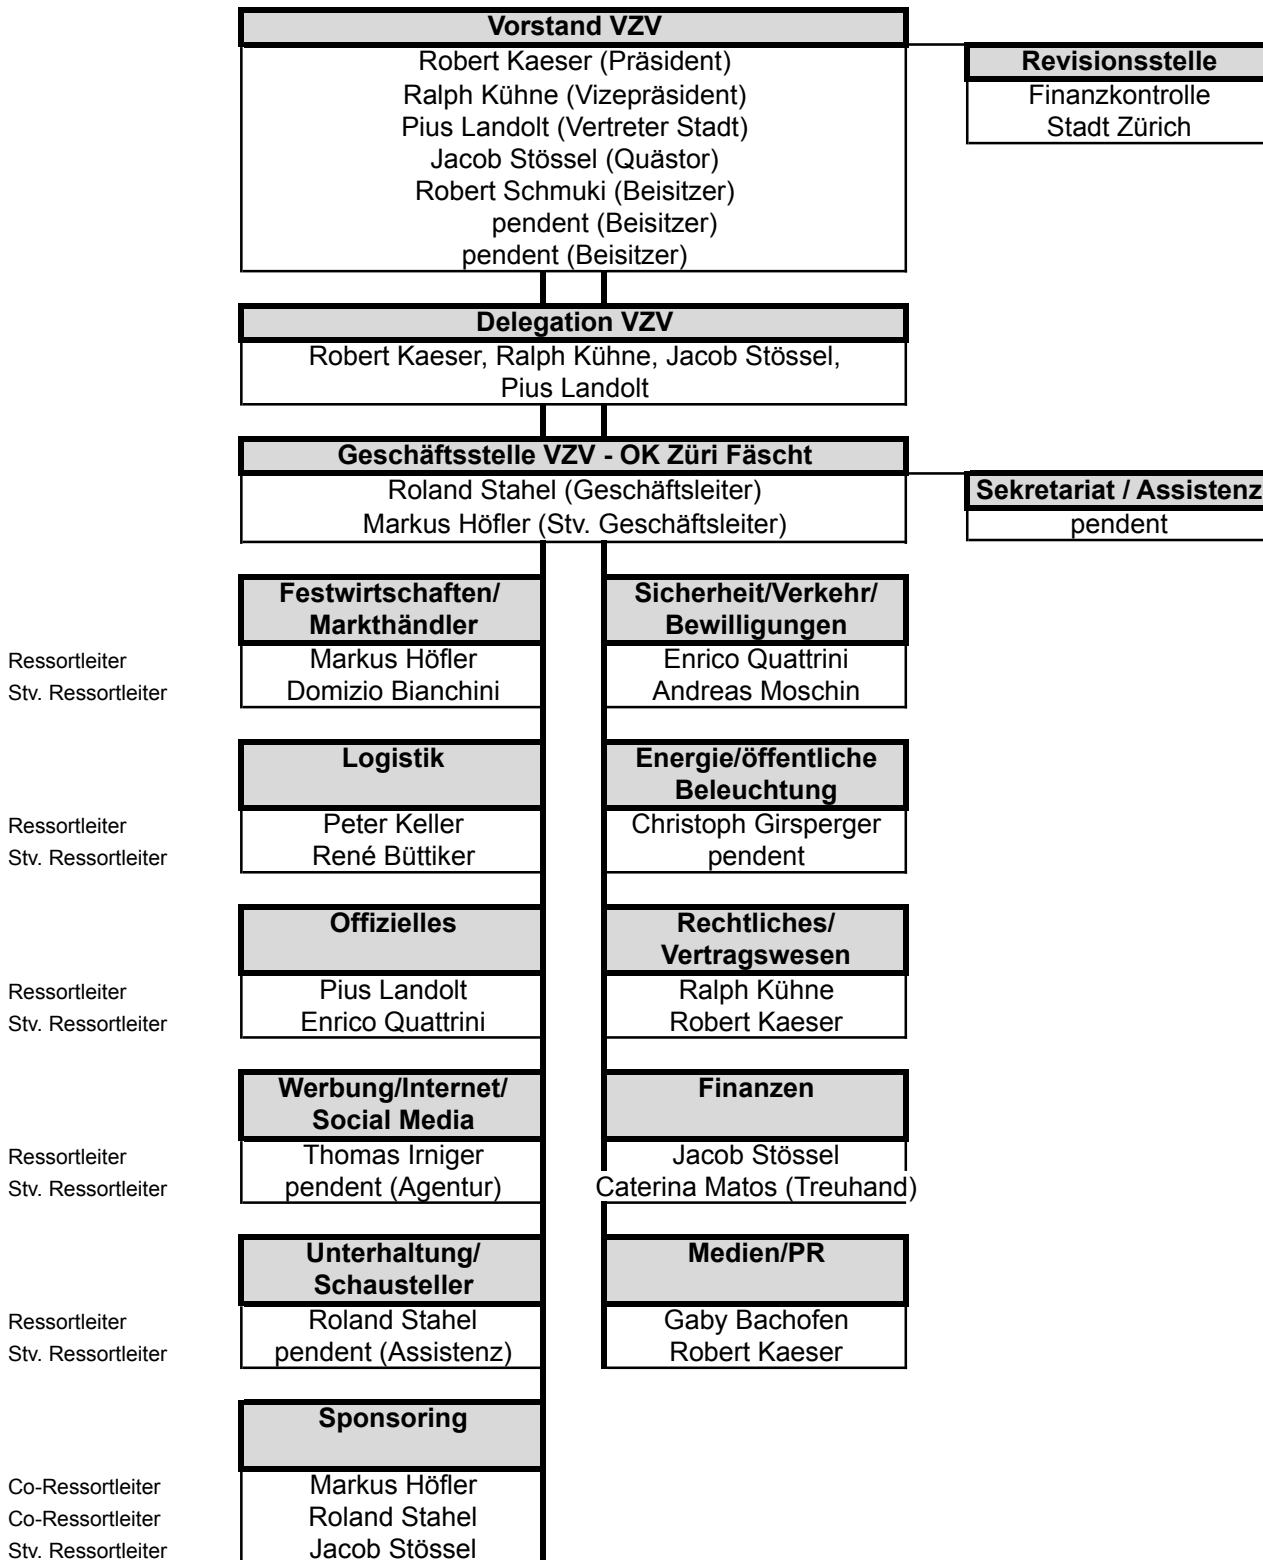 Vorstand VZV
Robert Kaeser (Präsident)
Ralph Kühne (Vizepräsident)
Pius Landolt (Vertreter Stadt)
Jacob Stössel (Quästor)
Robert Schmuki (Beisitzer)
pendent (Beisitzer)
pendent (Beisitzer)
Revisionsstelle
Finanzkontrolle
Stadt Zürich
Delegation VZV
Robert Kaeser, Ralph Kühne, Jacob Stössel,
Pius Landolt
Geschäftsstelle VZV - OK Züri Fäscht
Roland Stahel (Geschäftsleiter)
Markus Höfler (Stv. Geschäftsleiter)
Sekretariat / Assistenz
pendent
Festwirtschaften/
Markthändler
Ressortleiter
Markus Höfler
Stv. Ressortleiter
Domizio Bianchini
Sicherheit/Verkehr/
Bewilligungen
Enrico Quattrini
Andreas Moschin
Logistik
Ressortleiter
Peter Keller
Stv. Ressortleiter
René Büttiker
Energie/öffentliche
Beleuchtung
Christoph Girsperger
pendent
Offizielles
Ressortleiter
Pius Landolt
Stv. Ressortleiter
Enrico Quattrini
Rechtliches/
Vertragswesen
Ralph Kühne
Robert Kaeser
Werbung/Internet/
Social Media
Ressortleiter
Thomas Irniger
Stv. Ressortleiter
pendent (Agentur)
Finanzen
Jacob Stössel
Caterina Matos (Treuhand)
Unterhaltung/
Schausteller
Ressortleiter
Roland Stahel
Stv. Ressortleiter
pendent (Assistenz)
Medien/PR
Gaby Bachofen
Robert Kaeser
Sponsoring
Co-Ressortleiter
Markus Höfler
Co-Ressortleiter
Roland Stahel
Stv. Ressortleiter
Jacob Stössel